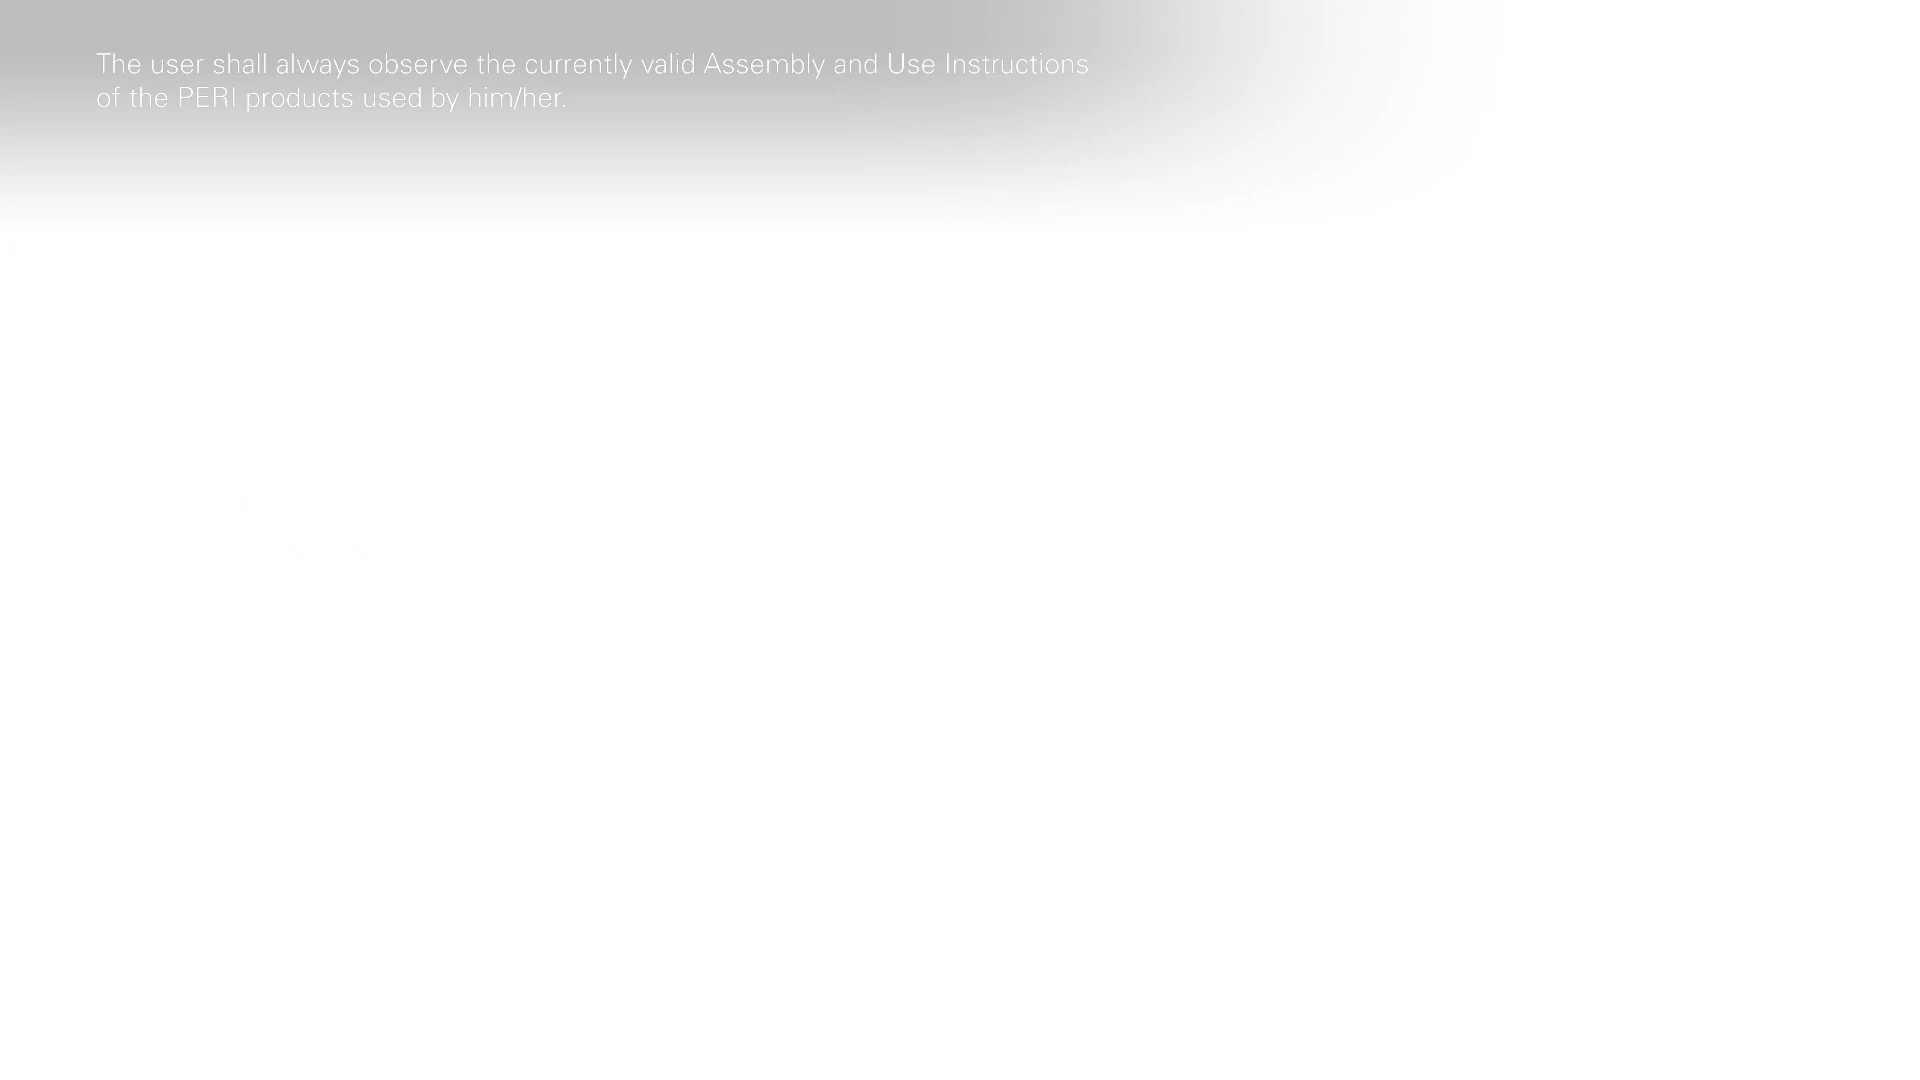 The user shall always observe the currently valid Assembly and Use Instructions
of the PERI products used by him/her.